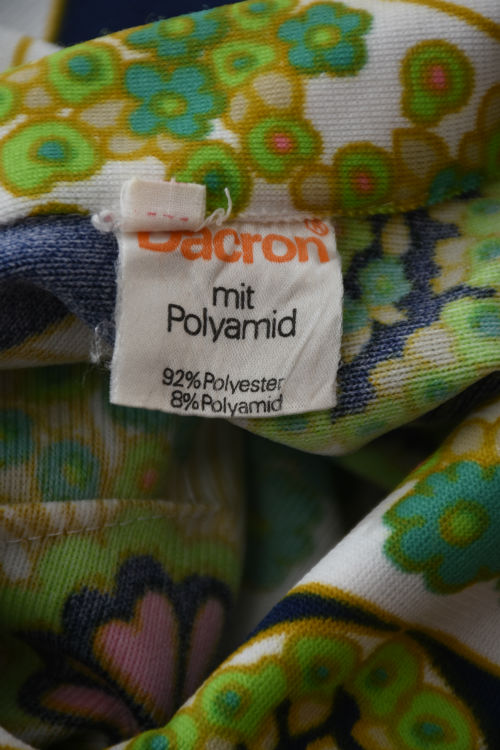 Dacron®
mit
Polyamid
92% Polyester
8% Polyamid